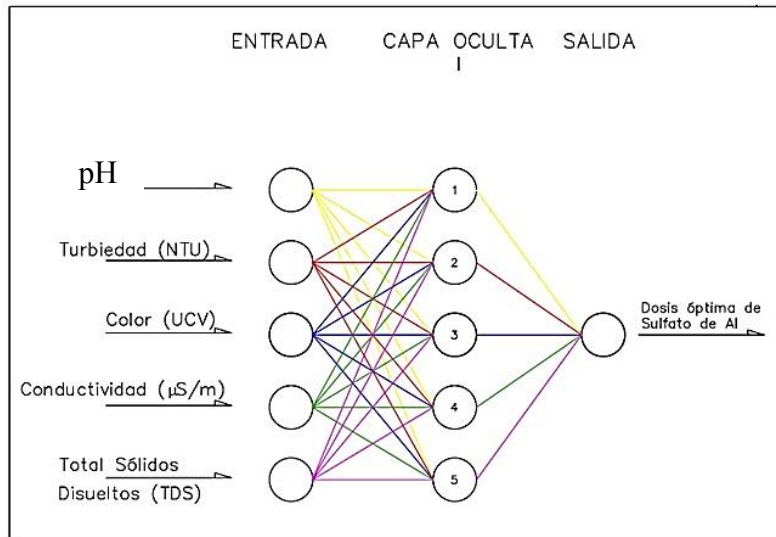 ENTRADA CAPA OCULTA SALIDA
I
pH
1
Turbiedad (NTU)
2
Color (UCV)
3
Dosis óptima de
Sulfato de Al
Conductividad (µS/m)
4
Total Sólidos
Disueltos (TDS)
5